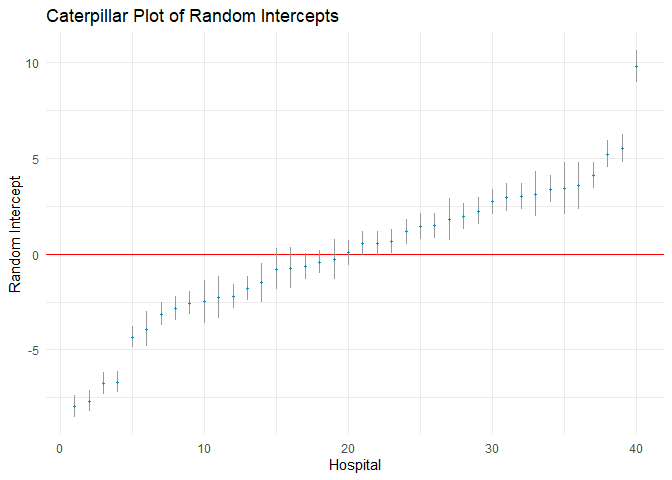 Caterpillar Plot of Random Intercepts
10
5
0
-5
Random Intercept
0 10 20 30 40
Hospital